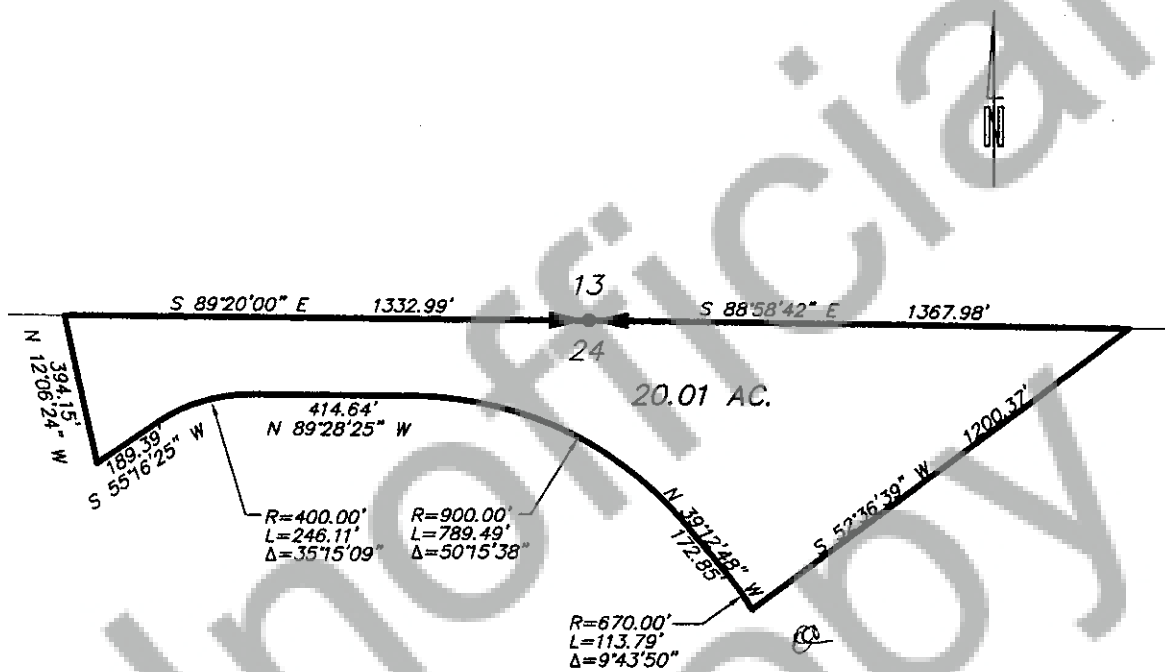 N
13
S 89°20'00" E 1332.99'
S 88°58'42" E 1367.98'
24
20.01 AC.
394.15'
N 12°06'24" W
189.39'
S 55°16'25" W
414.64'
N 89°28'25" W
1200.37'
S 52°36'39" W
N 39°12'48" W
172.85'
R=400.00'
L=246.11'
Δ=35°15'09"
R=900.00'
L=789.49'
Δ=50°15'38"
R=670.00'
L=113.79'
Δ=9°43'50"
Unofficial
Copy